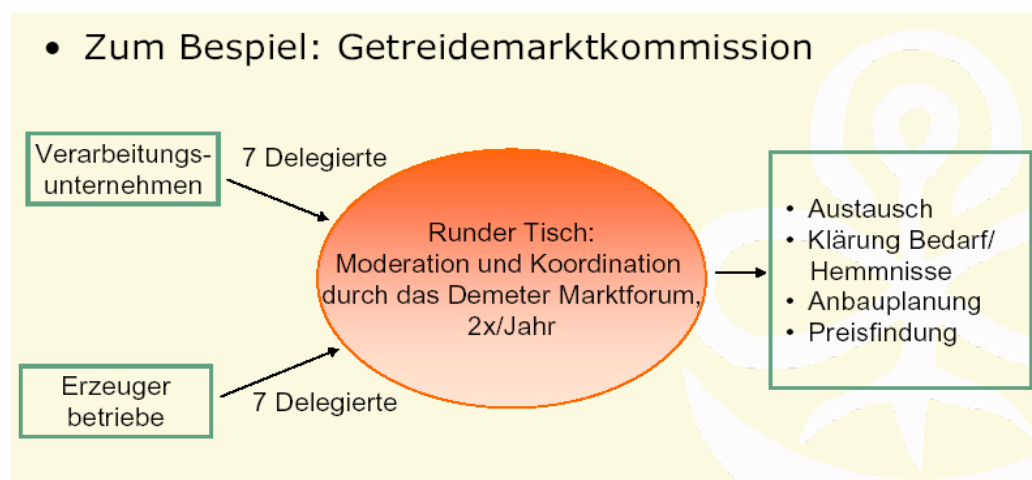 • Zum Bespiel: Getreidemarktkommission
Verarbeitungs-
unternehmen
7 Delegierte
Runder Tisch:
Moderation und Koordination
durch das Demeter Marktforum,
2x/Jahr
• Austausch
• Klärung Bedarf/
Hemmnisse
• Anbauplanung
• Preisfindung
Erzeuger
betriebe
7 Delegierte